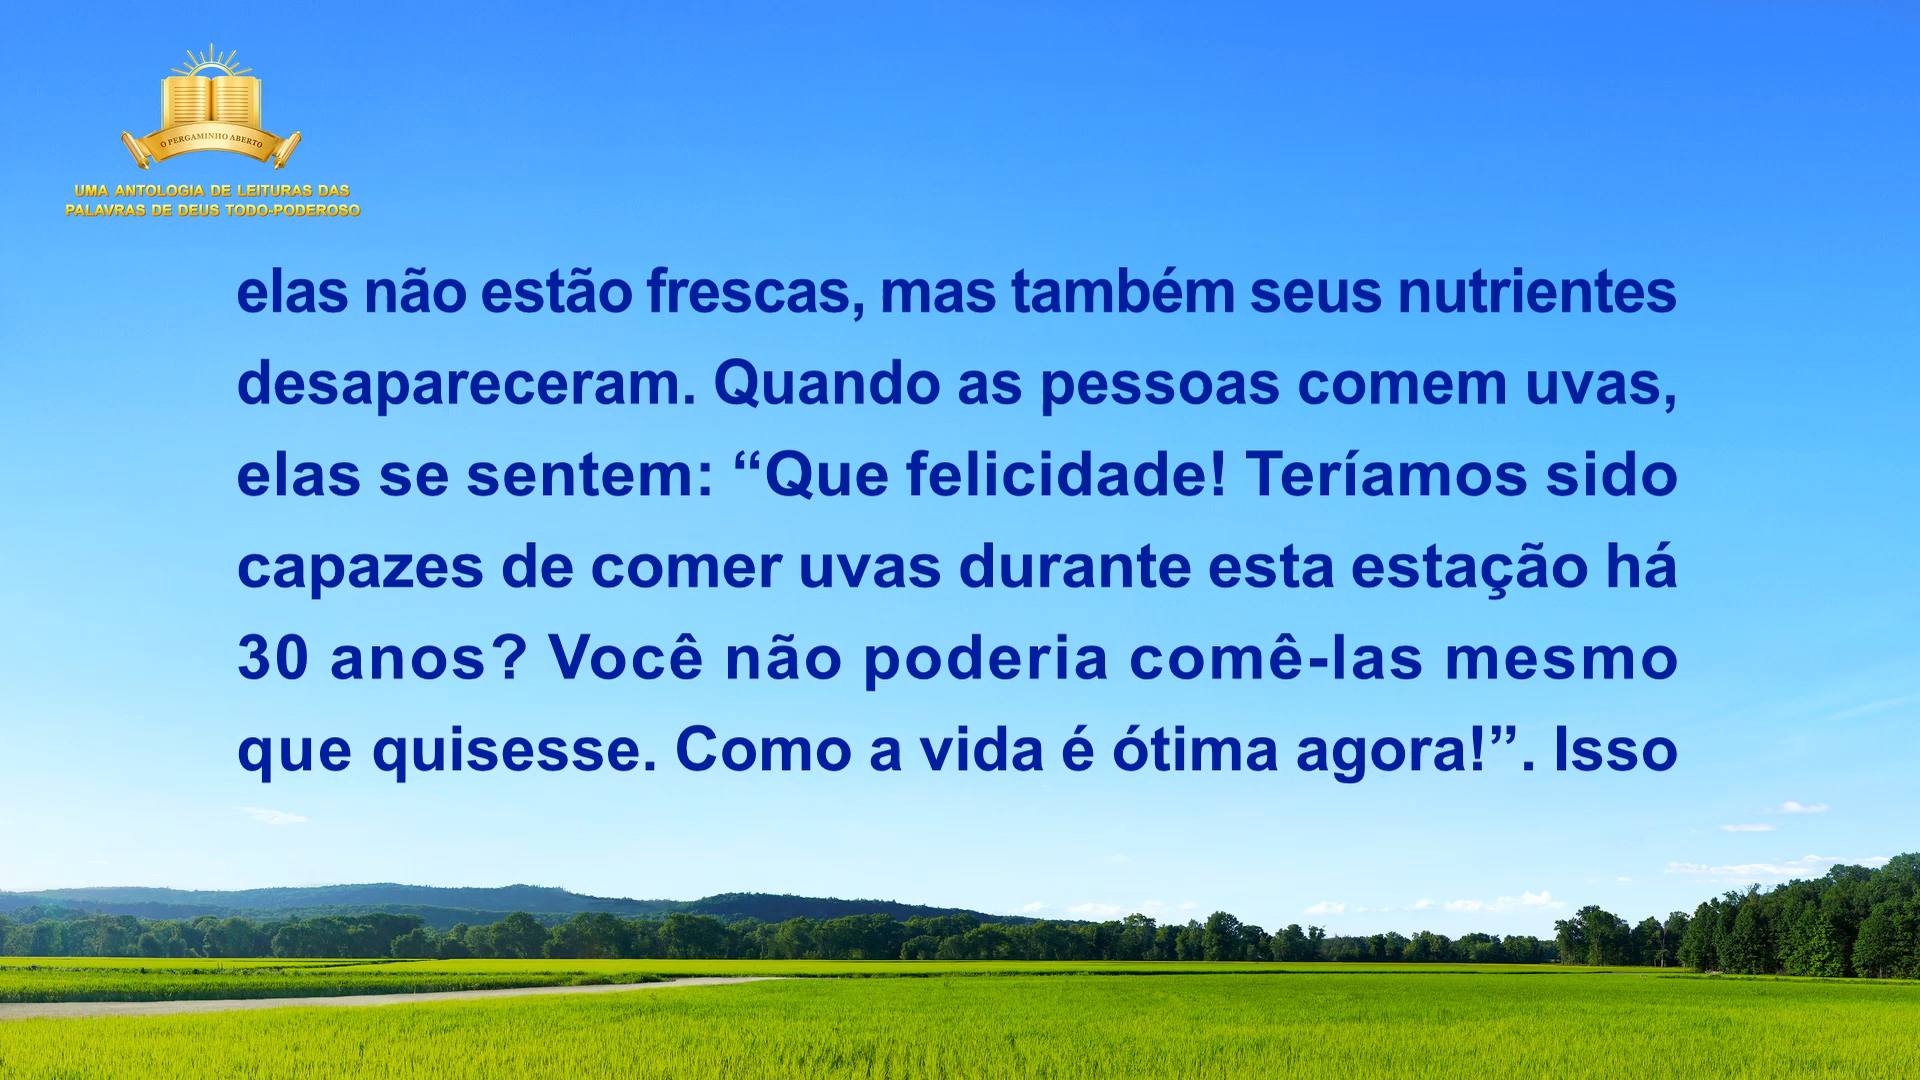 O PERGAMINHO ABERTO
UMA ANTOLOGIA DE LEITURAS DAS
PALAVRAS DE DEUS TODO-PODEROSO
elas não estão frescas, mas também seus nutrientes
desapareceram. Quando as pessoas comem uvas,
elas se sentem: “Que felicidade! Teríamos sido
capazes de comer uvas durante esta estação há
30 anos? Você não poderia comê-las mesmo
que quisesse. Como a vida é ótima agora!”. Isso